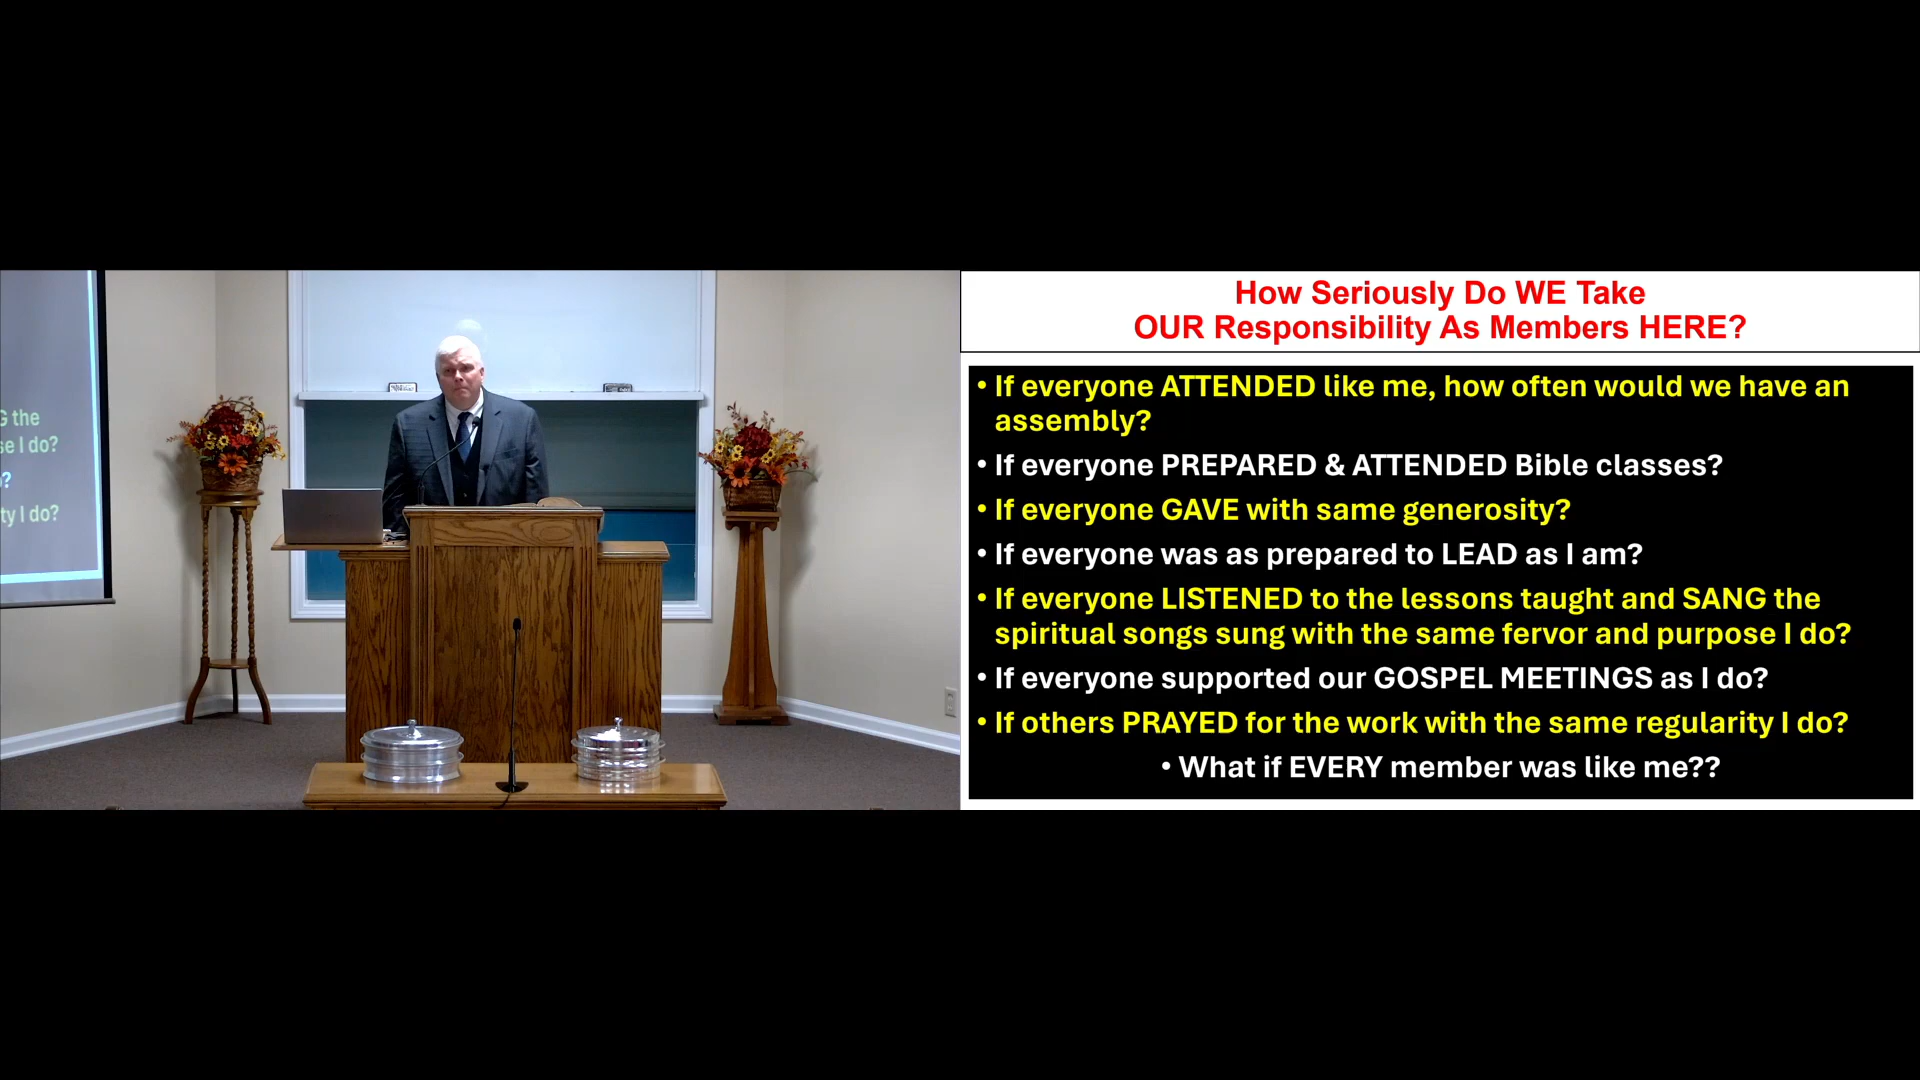 G the
se I do?
o?
ty I do?
How Seriously Do WE Take
OUR Responsibility As Members HERE?
• If everyone ATTENDED like me, how often would we have an
assembly?
• If everyone PREPARED & ATTENDED Bible classes?
• If everyone GAVE with same generosity?
• If everyone was as prepared to LEAD as I am?
• If everyone LISTENED to the lessons taught and SANG the
spiritual songs sung with the same fervor and purpose I do?
• If everyone supported our GOSPEL MEETINGS as I do?
• If others PRAYED for the work with the same regularity I do?
• What if EVERY member was like me??